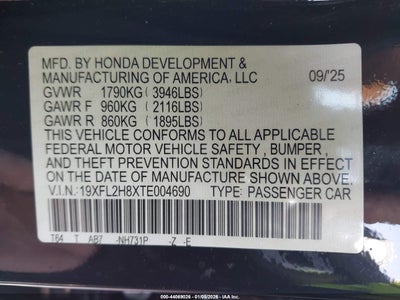 MFD. BY HONDA DEVELOPMENT &
MANUFACTURING OF AMERICA, LLC 09/'25
GVWR 1790KG (3946LBS)
GAWR F 960KG (2116LBS)
GAWR R 860KG (1895LBS)
THIS VEHICLE CONFORMS TO ALL APPLICABLE
FEDERAL MOTOR VEHICLE SAFETY , BUMPER ,
AND THEFT PREVENTION STANDARDS IN EFFECT
ON THE DATE OF MANUFACTURE SHOWN ABOVE.
V.I.N.:19XFL2H8XTE004690 TYPE: PASSENGER CAR
T64 T AB7 -NH731P -Z -E
000-44069026 - 01/09/2026 - IAA Inc.